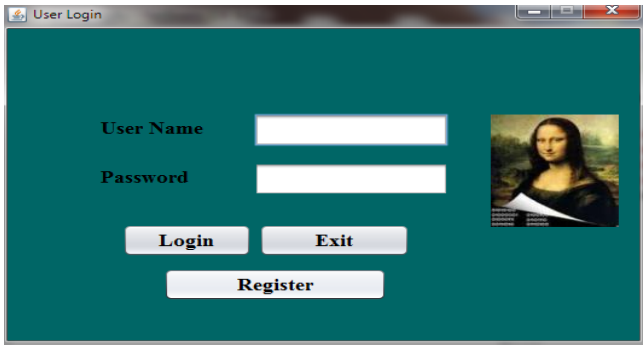 User Login
User Name
Password
Login Exit
Register